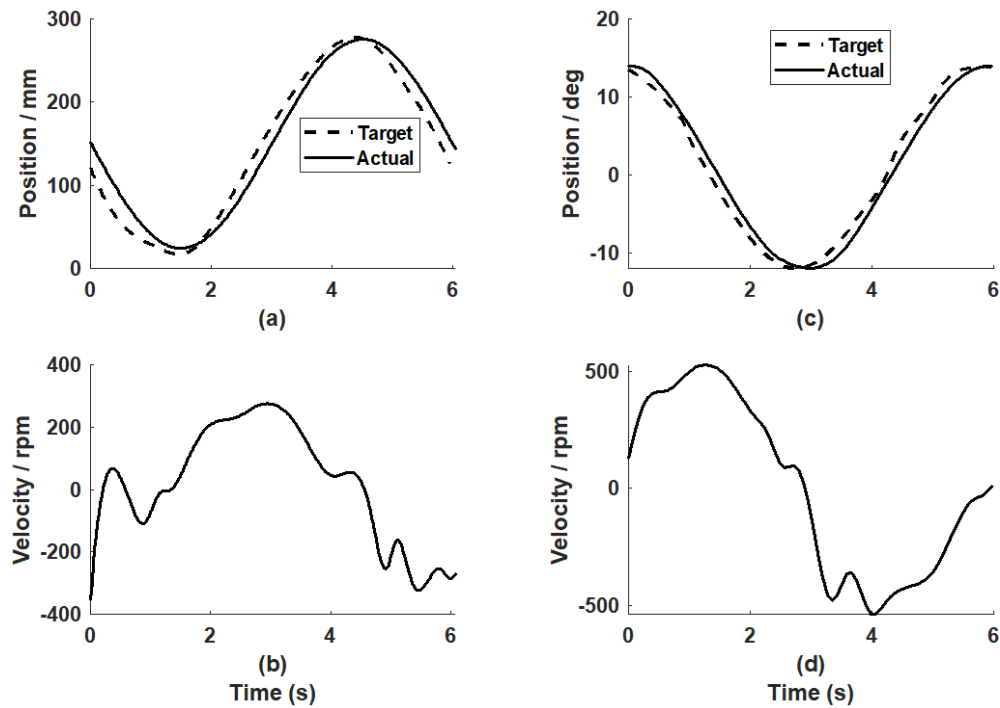 300
200
100
0
Position / mm
Target
Actual
0
2
4
6
(a)
20
10
0
-10
Position / deg
Target
Actual
0
2
4
6
(c)
400
200
0
-200
-400
Velocity / rpm
0
2
4
6
(b)
Time (s)
500
0
-500
Velocity / rpm
0
2
4
6
(d)
Time (s)